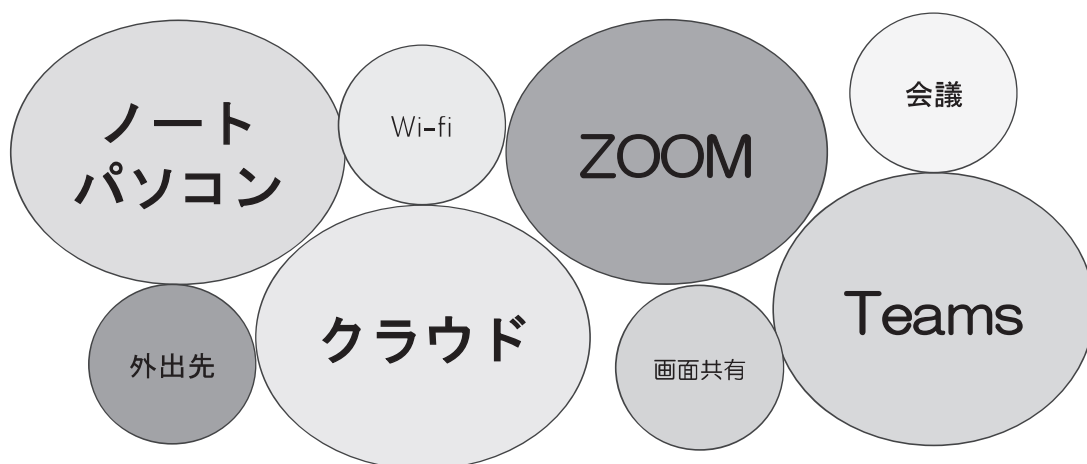 ノート
パソコン
Wi-fi
ZOOM
会議
外出先
クラウド
画面共有
Teams